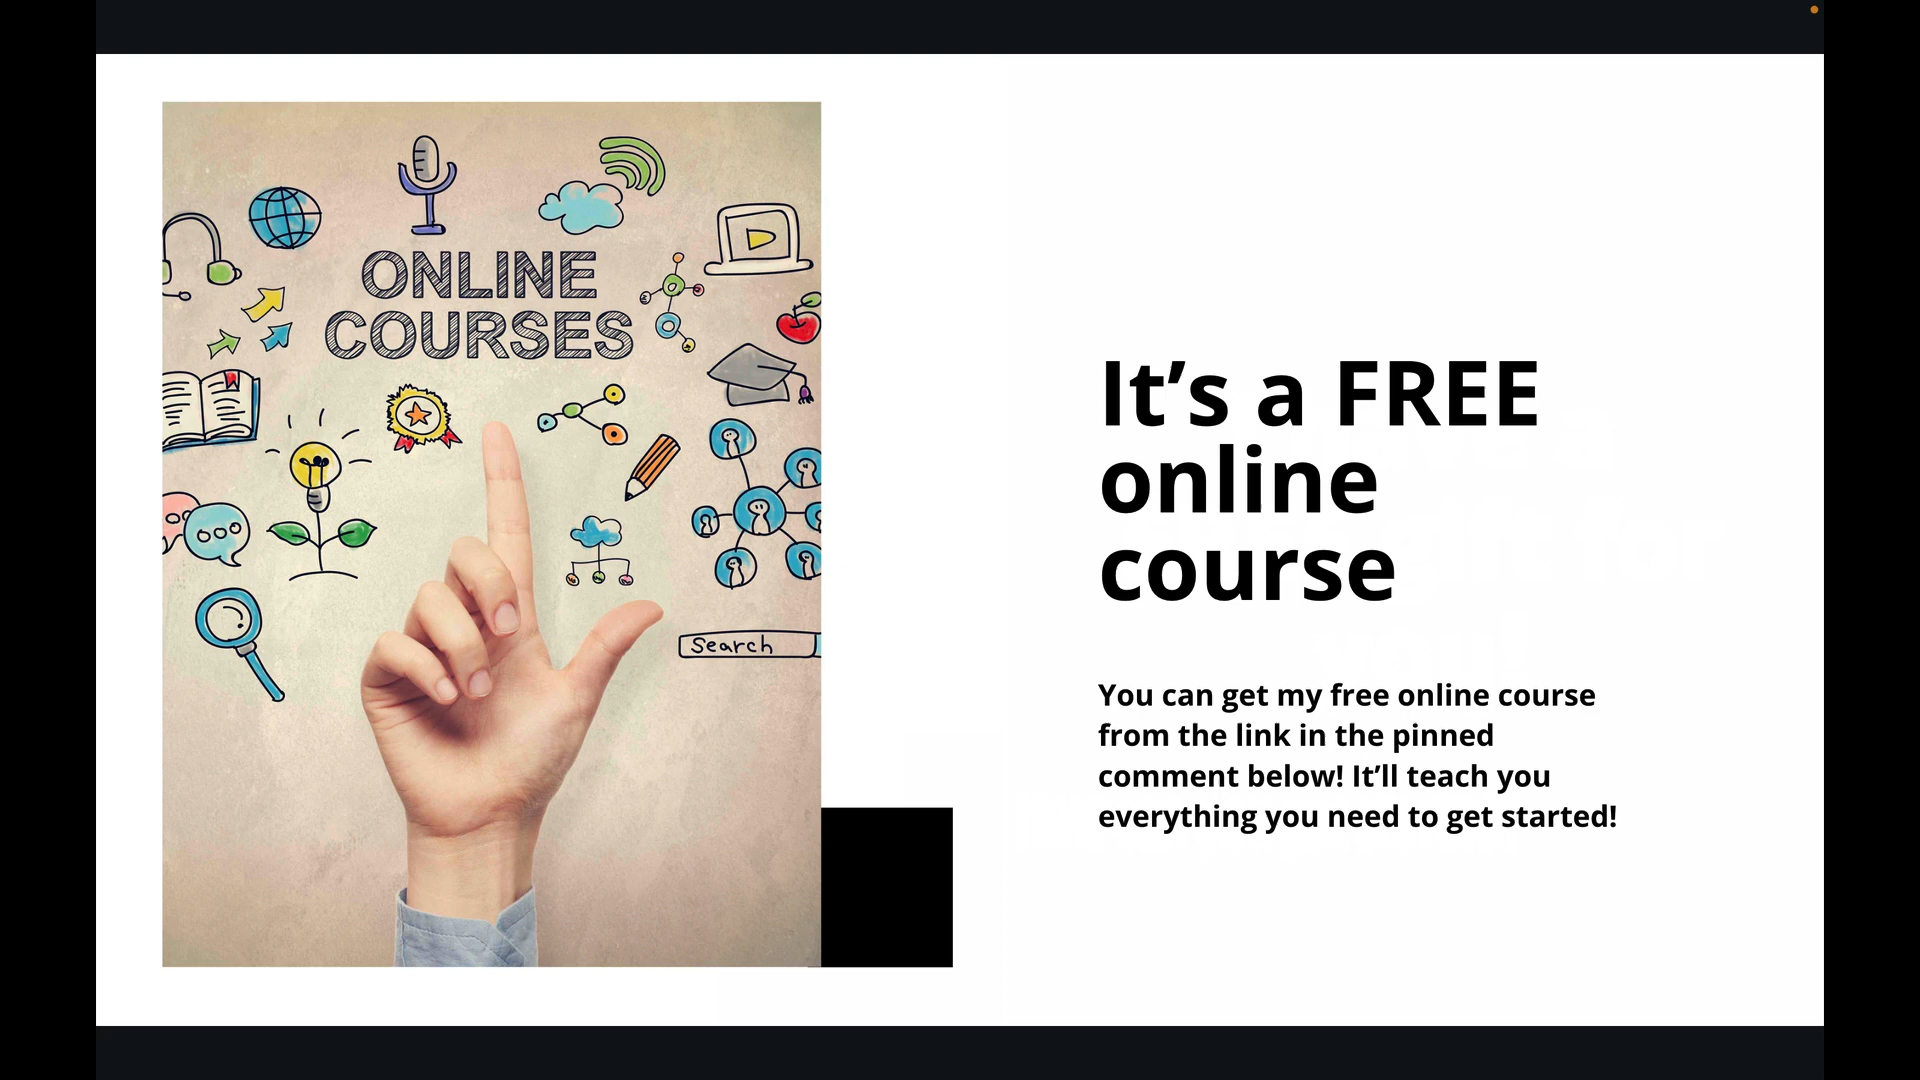 ONLINE
COURSES
Search
It’s a FREE
online
course
You can get my free online course
from the link in the pinned
comment below! It’ll teach you
everything you need to get started!